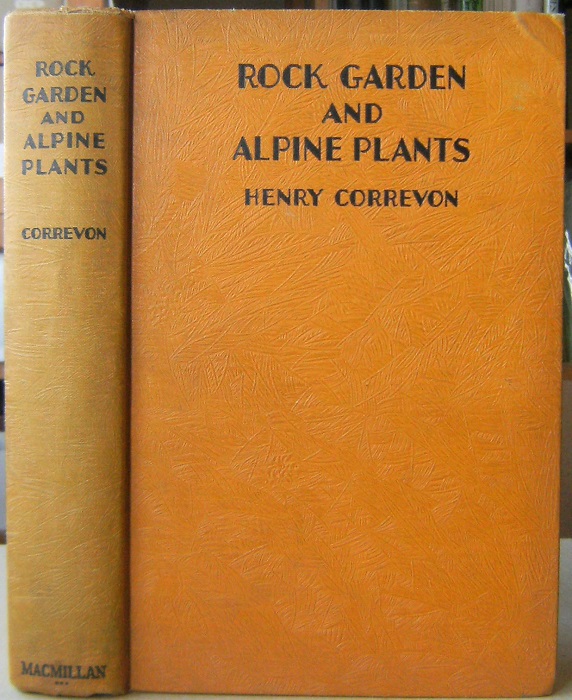 ROCK
GARDEN
AND
ALPINE
PLANTS
CORREVON
MACMILLAN
ROCK GARDEN
AND
ALPINE PLANTS
HENRY CORREVON